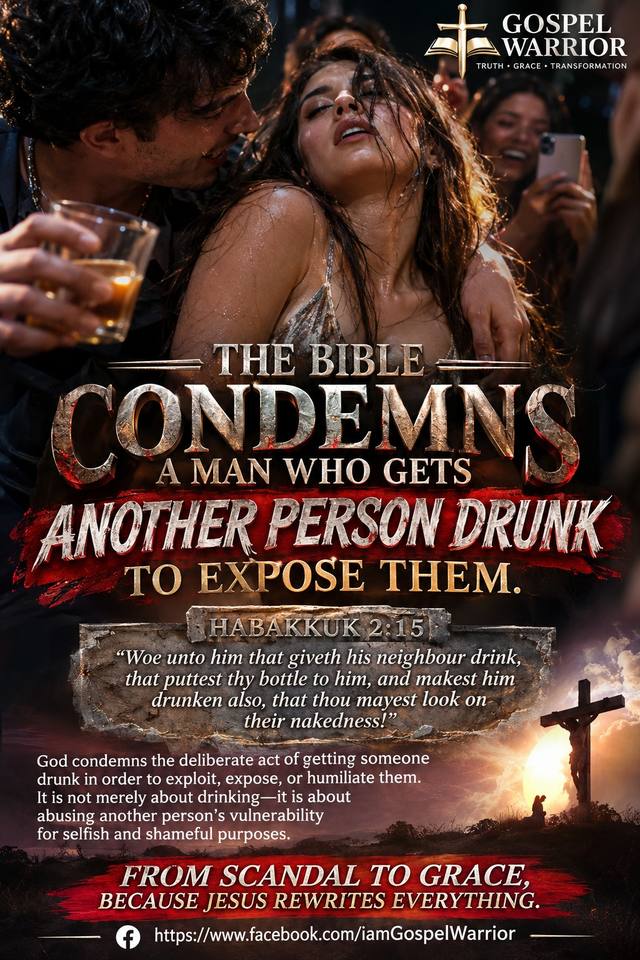 GOSPEL
WARRIOR
TRUTH • GRACE • TRANSFORMATION
THE BIBLE
CONDEMNS
A MAN WHO GETS
ANOTHER PERSON DRUNK
TO EXPOSE THEM.
HABAKKUK 2:15
“Woe unto him that giveth his neighbour drink,
that puttest thy bottle to him, and makest him
drunken also, that thou mayest look on
their nakedness!”
God condemns the deliberate act of getting someone
drunk in order to exploit, expose, or humiliate them.
It is not merely about drinking—it is about
abusing another person’s vulnerability
for selfish and shameful purposes.
FROM SCANDAL TO GRACE,
BECAUSE JESUS REWRITES EVERYTHING.
https://www.facebook.com/iamGospelWarrior